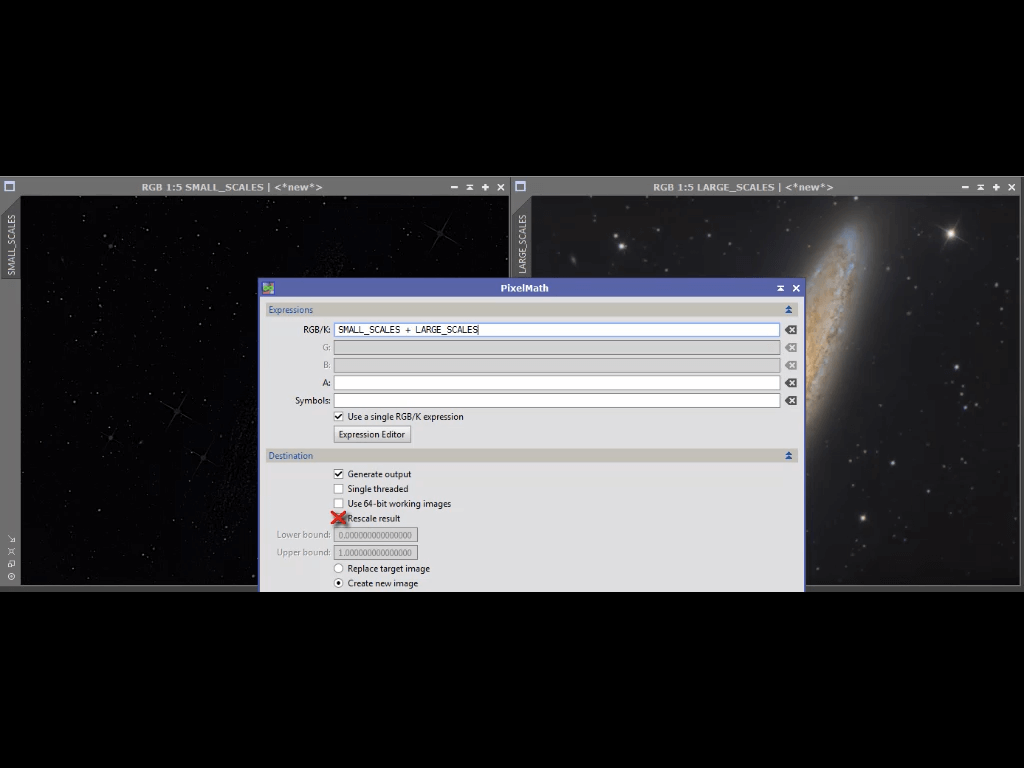 RGB 1:5 SMALL_SCALES | <*new*>
RGB 1:5 LARGE_SCALES | <*new*>
SMALL_SCALES
LARGE_SCALES
PixelMath
Expressions
RGB/K: SMALL_SCALES + LARGE_SCALES
G:
B:
A:
Symbols:
Use a single RGB/K expression
Expression Editor
Destination
Generate output
Single threaded
Use 64-bit working images
Rescale result
Lower bound: 0.000000000000000
Upper bound: 1.000000000000000
Replace target image
Create new image